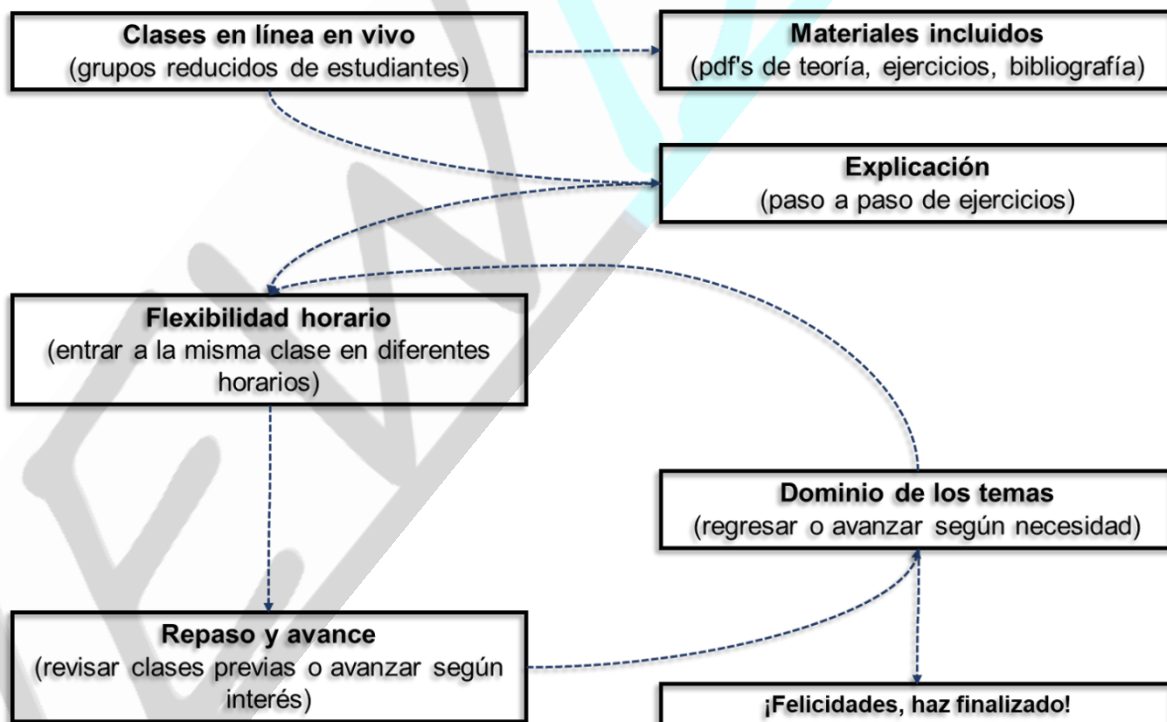 Clases en línea en vivo
(grupos reducidos de estudiantes)
Materiales incluidos
(pdf's de teoría, ejercicios, bibliografía)
Explicación
(paso a paso de ejercicios)
Flexibilidad horario
(entrar a la misma clase en diferentes
horarios)
Dominio de los temas
(regresar o avanzar según necesidad)
Repaso y avance
(revisar clases previas o avanzar según
interés)
¡Felicidades, haz finalizado!